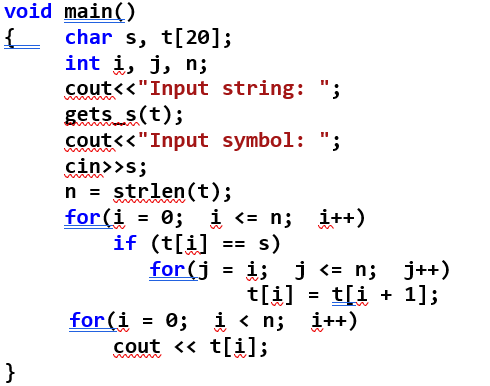 void main()
{    char s, t[20];
     int i, j, n;
     cout<<"Input string: ";
     gets_s(t);
     cout<<"Input symbol: ";
     cin>>s;
     n = strlen(t);
     for(i = 0;  i <= n;  i++)
         if (t[i] == s)
            for(j = i;  j <= n;  j++)
                    t[i] = t[i + 1];
     for(i = 0;  i < n;  i++)
         cout << t[i];
}